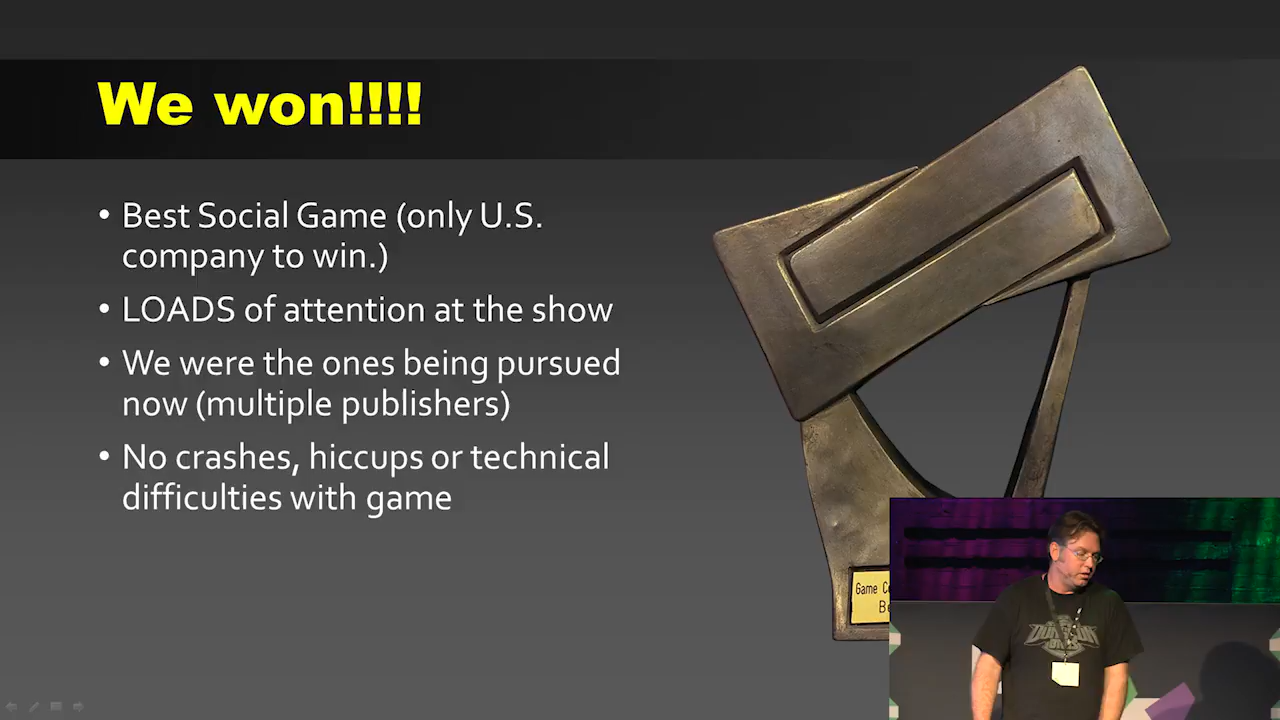 We won!!!!
• Best Social Game (only U.S.
company to win.)
• LOADS of attention at the show
• We were the ones being pursued
now (multiple publishers)
• No crashes, hiccups or technical
difficulties with game
Game